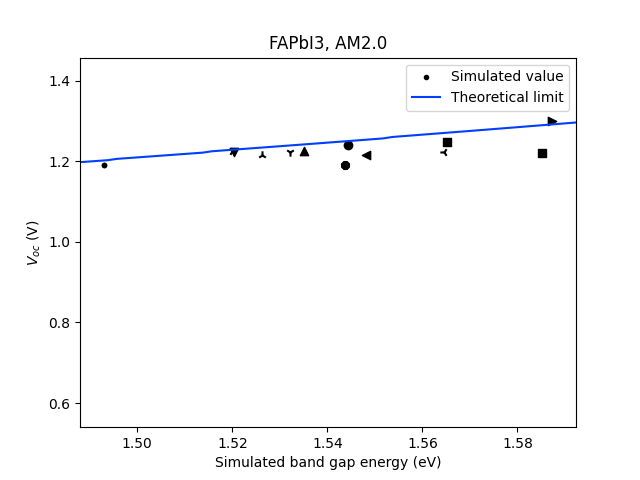 FAPbI3, AM2.0
Simulated value
Theoretical limit
1.4
1.2
1.0
0.8
0.6
V_oc (V)
1.50 1.52 1.54 1.56 1.58
Simulated band gap energy (eV)